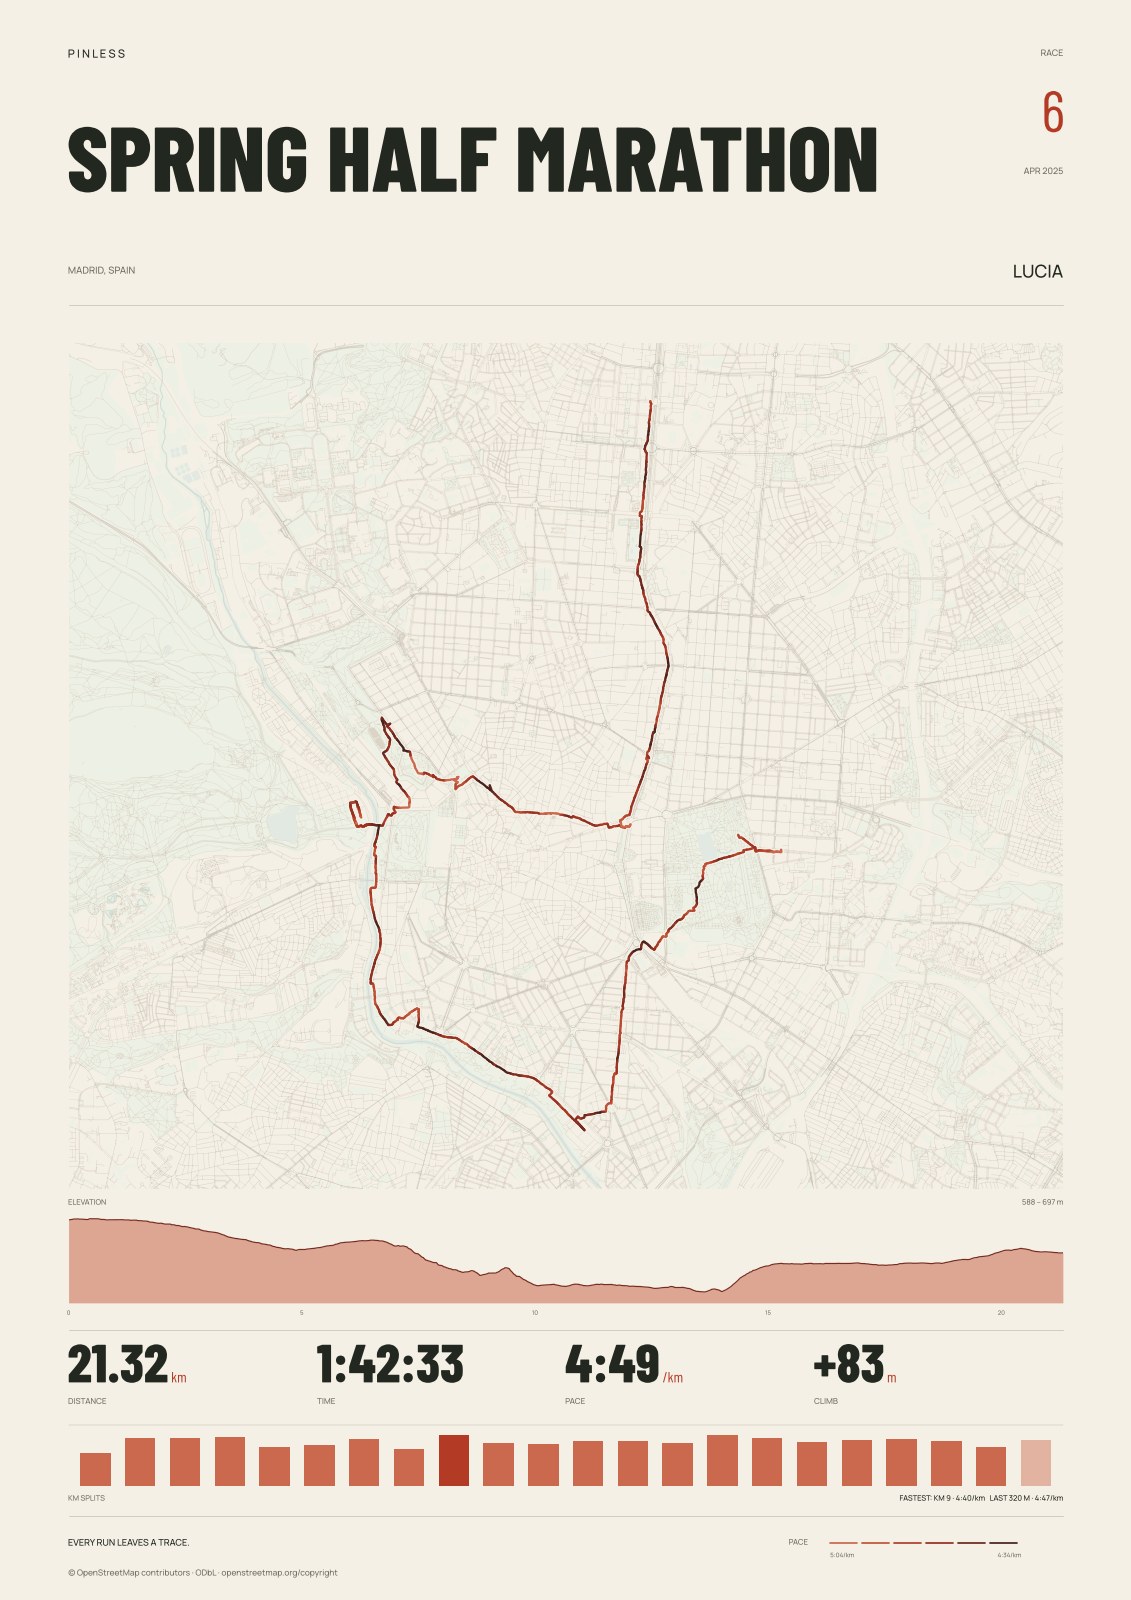 PINLESS
RACE
6
SPRING HALF MARATHON
APR 2025
MADRID, SPAIN
LUCIA
ELEVATION
588 – 697 m
0 5 10 15 20
21.32 km
1:42:33
4:49 /km
+83 m
DISTANCE
TIME
PACE
CLIMB
KM SPLITS
FASTEST: KM 9 · 4:40/km LAST 320 M · 4:47/km
EVERY RUN LEAVES A TRACE.
PACE
5:04/km
4:34/km
© OpenStreetMap contributors · ODbL · openstreetmap.org/copyright